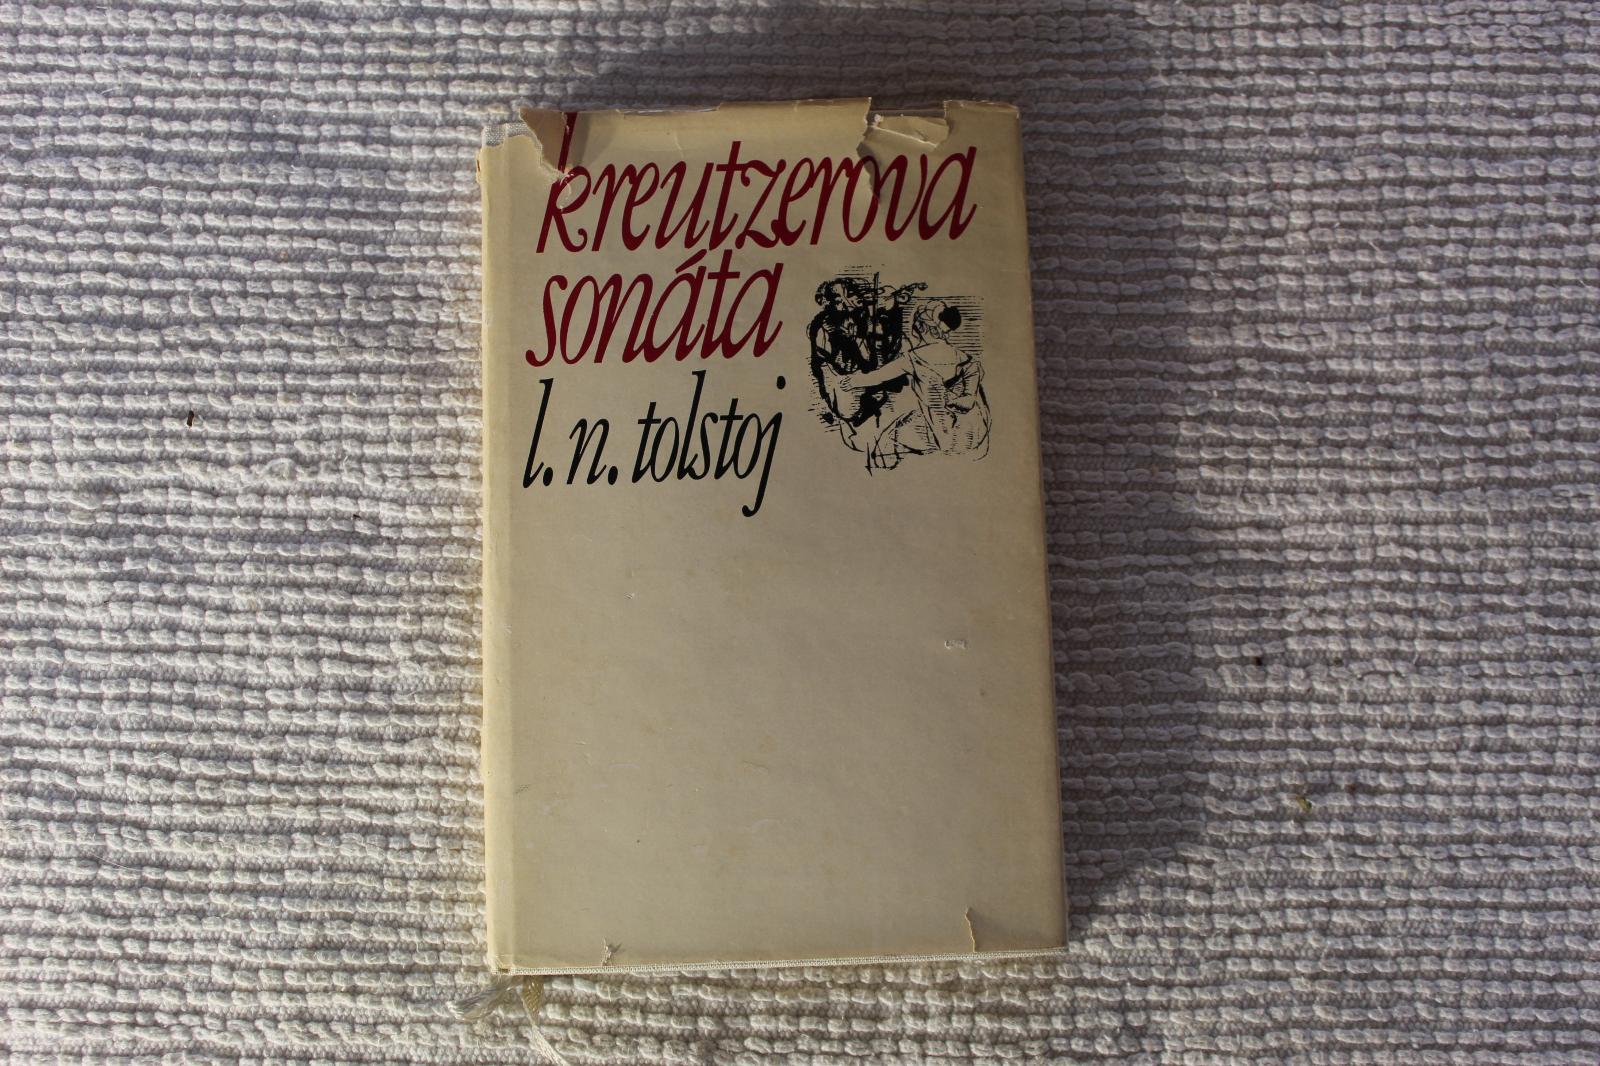 kreutzerova
sonáta
l. n. tolstoj